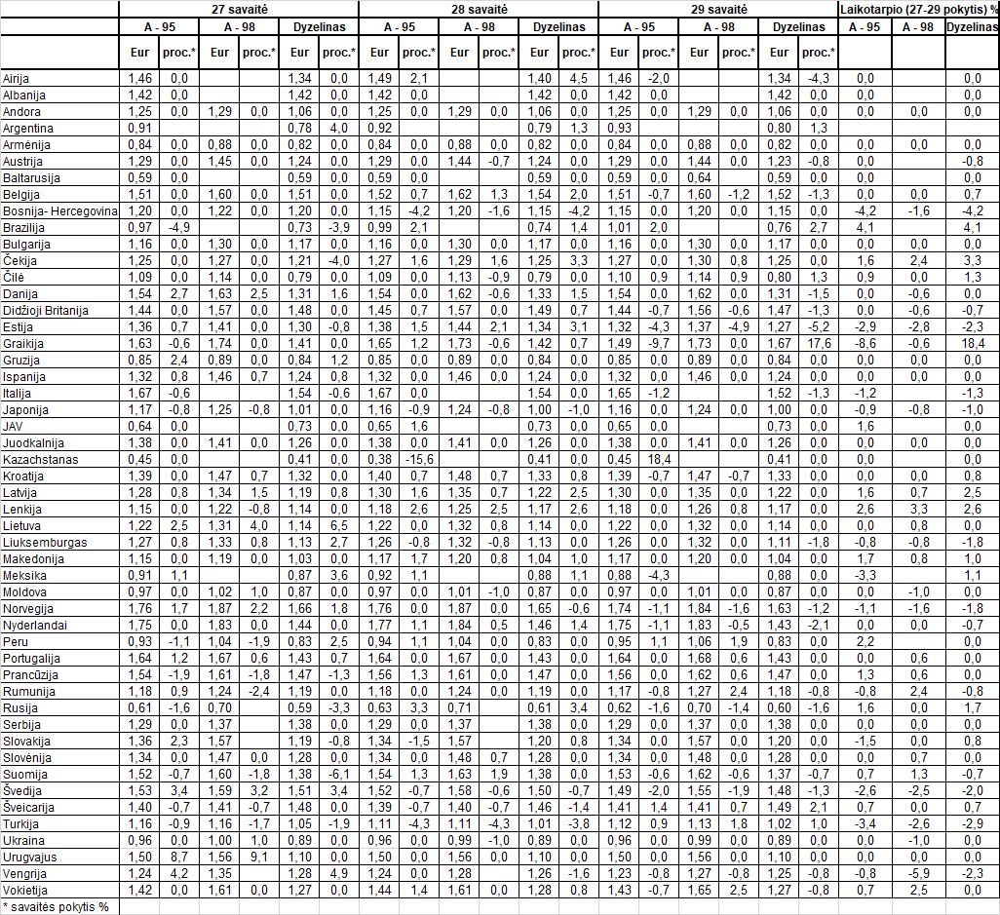 27 savaitė 28 savaitė 29 savaitė Laikotarpio (27-29 pokytis) %
A - 95 A - 98 Dyzelinas A - 95 A - 98 Dyzelinas A - 95 A - 98 Dyzelinas A - 95 A - 98 Dyzelinas
Eur proc.* Eur proc.* Eur proc.* Eur proc.* Eur proc.* Eur proc.* Eur proc.* Eur proc.* Eur proc.*
Airija 1,46 0,0 1,34 0,0 1,49 2,1 1,40 4,5 1,46 -2,0 1,34 -4,3 0,0 0,0
Albanija 1,42 0,0 1,42 0,0 1,42 0,0 1,42 0,0 1,42 0,0 1,42 0,0 0,0 0,0
Andora 1,25 0,0 1,29 0,0 1,06 0,0 1,25 0,0 1,29 0,0 1,06 0,0 1,25 0,0 1,29 0,0 1,06 0,0 0,0 0,0 0,0
Argentina 0,91 0,78 4,0 0,92 0,79 1,3 0,93 0,80 1,3
Armėnija 0,84 0,0 0,88 0,0 0,82 0,0 0,84 0,0 0,88 0,0 0,82 0,0 0,84 0,0 0,88 0,0 0,82 0,0 0,0 0,0 0,0
Austrija 1,29 0,0 1,45 0,0 1,24 0,0 1,29 0,0 1,44 -0,7 1,24 0,0 1,29 0,0 1,44 0,0 1,23 -0,8 0,0 -0,8
Baltarusija 0,59 0,0 0,59 0,0 0,59 0,0 0,59 0,0 0,59 0,0 0,64 0,59 0,0 0,0 0,0
Belgija 1,51 0,0 1,60 0,0 1,51 0,0 1,52 0,7 1,62 1,3 1,54 2,0 1,51 -0,7 1,60 -1,2 1,52 -1,3 0,0 0,0 0,7
Bosnija- Hercegovina 1,20 0,0 1,22 0,0 1,20 0,0 1,15 -4,2 1,20 -1,6 1,15 -4,2 1,15 0,0 1,20 0,0 1,15 0,0 -4,2 -1,6 -4,2
Brazilija 0,97 -4,9 0,73 -3,9 0,99 2,1 0,74 1,4 1,01 2,0 0,76 2,7 4,1 4,1
Bulgarija 1,16 0,0 1,30 0,0 1,17 0,0 1,16 0,0 1,30 0,0 1,17 0,0 1,16 0,0 1,30 0,0 1,17 0,0 0,0 0,0 0,0
Čekija 1,25 0,0 1,27 0,0 1,21 -4,0 1,27 1,6 1,29 1,6 1,25 3,3 1,27 0,0 1,30 0,8 1,25 0,0 1,6 2,4 3,3
Čilė 1,09 0,0 1,14 0,0 0,79 0,0 1,09 0,0 1,13 -0,9 0,79 0,0 1,10 0,9 1,14 0,9 0,80 1,3 0,9 0,0 1,3
Danija 1,54 2,7 1,63 2,5 1,31 1,6 1,54 0,0 1,62 -0,6 1,33 1,5 1,54 0,0 1,62 0,0 1,31 -1,5 0,0 -0,6 0,0
Didžioji Britanija 1,44 0,0 1,57 0,0 1,48 0,0 1,45 0,7 1,57 0,0 1,49 0,7 1,44 -0,7 1,56 -0,6 1,47 -1,3 0,0 -0,6 -0,7
Estija 1,36 0,7 1,41 0,0 1,30 -0,8 1,38 1,5 1,44 2,1 1,34 3,1 1,32 -4,3 1,37 -4,9 1,27 -5,2 -2,9 -2,8 -2,3
Graikija 1,63 -0,6 1,74 0,0 1,41 0,0 1,65 1,2 1,73 -0,6 1,42 0,7 1,49 -9,7 1,73 0,0 1,67 17,6 -8,6 -0,6 18,4
Gruzija 0,85 2,4 0,89 0,0 0,84 1,2 0,85 0,0 0,89 0,0 0,84 0,0 0,85 0,0 0,89 0,0 0,84 0,0 0,0 0,0 0,0
Ispanija 1,32 0,8 1,46 0,7 1,24 0,8 1,32 0,0 1,46 0,0 1,24 0,0 1,32 0,0 1,46 0,0 1,24 0,0 0,0 0,0 0,0
Italija 1,67 -0,6 1,54 -0,6 1,67 0,0 1,54 0,0 1,65 -1,2 1,52 -1,3 -1,2 -1,3
Japonija 1,17 -0,8 1,25 -0,8 1,01 0,0 1,16 -0,9 1,24 -0,8 1,00 -1,0 1,16 0,0 1,24 0,0 1,00 0,0 -0,9 -0,8 -1,0
JAV 0,64 0,0 0,73 0,0 0,65 1,6 0,73 0,0 0,65 0,0 0,73 0,0 1,6 0,0
Juodkalnija 1,38 0,0 1,41 0,0 1,26 0,0 1,38 0,0 1,41 0,0 1,26 0,0 1,38 0,0 1,41 0,0 1,26 0,0 0,0 0,0 0,0
Kazachstanas 0,45 0,0 0,41 0,0 0,38 -15,6 0,41 0,0 0,45 18,4 0,41 0,0 0,0 0,0
Kroatija 1,39 0,0 1,47 0,7 1,32 0,0 1,40 0,7 1,48 0,7 1,33 0,8 1,39 -0,7 1,47 -0,7 1,33 0,0 0,0 0,0 0,8
Latvija 1,28 0,8 1,34 1,5 1,19 0,8 1,30 1,6 1,35 0,7 1,22 2,5 1,30 0,0 1,35 0,0 1,22 0,0 1,6 0,7 2,5
Lenkija 1,15 0,0 1,22 -0,8 1,14 0,0 1,18 2,6 1,25 2,5 1,17 2,6 1,18 0,0 1,26 0,8 1,17 0,0 2,6 3,3 2,6
Lietuva 1,22 2,5 1,31 4,0 1,14 6,5 1,22 0,0 1,32 0,8 1,14 0,0 1,22 0,0 1,32 0,0 1,14 0,0 0,0 0,8 0,0
Liuksemburgas 1,27 0,8 1,33 0,8 1,13 2,7 1,26 -0,8 1,32 -0,8 1,13 0,0 1,26 0,0 1,32 0,0 1,11 -1,8 -0,8 -0,8 -1,8
Makedonija 1,15 0,0 1,19 0,0 1,03 0,0 1,17 1,7 1,20 0,8 1,04 1,0 1,17 0,0 1,20 0,0 1,04 0,0 1,7 0,8 1,0
Meksika 0,91 1,1 0,87 3,6 0,92 1,1 0,88 1,1 0,88 -4,3 0,88 0,0 -3,3 1,1
Moldova 0,97 0,0 1,02 1,0 0,87 0,0 0,97 0,0 1,01 -1,0 0,87 0,0 0,97 0,0 1,01 0,0 0,87 0,0 0,0 -1,0 0,0
Norvegija 1,76 1,7 1,87 2,2 1,66 1,8 1,76 0,0 1,87 0,0 1,65 -0,6 1,74 -1,1 1,84 -1,6 1,63 -1,2 -1,1 -1,6 -1,8
Nyderlandai 1,75 0,0 1,83 0,0 1,44 0,0 1,77 1,1 1,84 0,5 1,46 1,4 1,75 -1,1 1,83 -0,5 1,43 -2,1 0,0 0,0 -0,7
Peru 0,93 -1,1 1,04 -1,9 0,83 2,5 0,94 1,1 1,04 0,0 0,83 0,0 0,95 1,1 1,06 1,9 0,83 0,0 2,2 0,0
Portugalija 1,64 1,2 1,67 0,6 1,43 0,7 1,64 0,0 1,67 0,0 1,43 0,0 1,64 0,0 1,68 0,6 1,43 0,0 0,0 0,6 0,0
Prancūzija 1,54 -1,9 1,61 -1,8 1,47 -1,3 1,56 1,3 1,61 0,0 1,47 0,0 1,56 0,0 1,62 0,6 1,47 0,0 1,3 0,6 0,0
Rumunija 1,18 0,9 1,24 -2,4 1,19 0,0 1,18 0,0 1,24 0,0 1,19 0,0 1,17 -0,8 1,27 2,4 1,18 -0,8 -0,8 2,4 -0,8
Rusija 0,61 -1,6 0,70 0,59 -3,3 0,63 3,3 0,71 0,61 3,4 0,62 -1,6 0,70 -1,4 0,60 -1,6 1,6 0,0 1,7
Serbija 1,29 0,0 1,37 1,38 0,0 1,29 0,0 1,37 1,38 0,0 1,29 0,0 1,37 0,0 1,38 0,0 0,0 0,0 0,0
Slovakija 1,36 2,3 1,57 1,19 -0,8 1,34 -1,5 1,57 1,20 0,8 1,34 0,0 1,57 0,0 1,20 0,0 -1,5 0,0 0,8
Slovėnija 1,34 0,0 1,47 0,0 1,28 0,0 1,34 0,0 1,48 0,7 1,28 0,0 1,34 0,0 1,48 0,0 1,28 0,0 0,0 0,7 0,0
Suomija 1,52 -0,7 1,60 -1,8 1,38 -6,1 1,54 1,3 1,63 1,9 1,38 0,0 1,53 -0,6 1,62 -0,6 1,37 -0,7 0,7 1,3 -0,7
Švedija 1,53 3,4 1,59 3,2 1,51 3,4 1,52 -0,7 1,58 -0,6 1,50 -0,7 1,49 -2,0 1,55 -1,9 1,48 -1,3 -2,6 -2,5 -2,0
Šveicarija 1,40 -0,7 1,41 -0,7 1,48 0,0 1,39 -0,7 1,40 -0,7 1,46 -1,4 1,41 1,4 1,41 0,7 1,49 2,1 0,7 0,0 0,7
Turkija 1,16 -0,9 1,16 -1,7 1,05 -1,9 1,11 -4,3 1,11 -4,3 1,01 -3,8 1,12 0,9 1,13 1,8 1,02 1,0 -3,4 -2,6 -2,9
Ukraina 0,96 0,0 1,00 1,0 0,89 0,0 0,96 0,0 0,99 -1,0 0,89 0,0 0,96 0,0 0,99 0,0 0,89 0,0 0,0 -1,0 0,0
Urugvajus 1,50 8,7 1,56 9,1 1,10 0,0 1,50 0,0 1,56 0,0 1,10 0,0 1,50 0,0 1,56 0,0 1,10 0,0 0,0 0,0 0,0
Vengrija 1,24 4,2 1,35 1,28 4,9 1,24 0,0 1,28 1,26 -1,6 1,23 -0,8 1,27 -0,8 1,25 -0,8 -0,8 -5,9 -2,3
Vokietija 1,42 0,0 1,61 0,0 1,27 0,0 1,44 1,4 1,61 0,0 1,28 0,8 1,43 -0,7 1,65 2,5 1,27 -0,8 0,7 2,5 0,0
* savaitės pokytis %